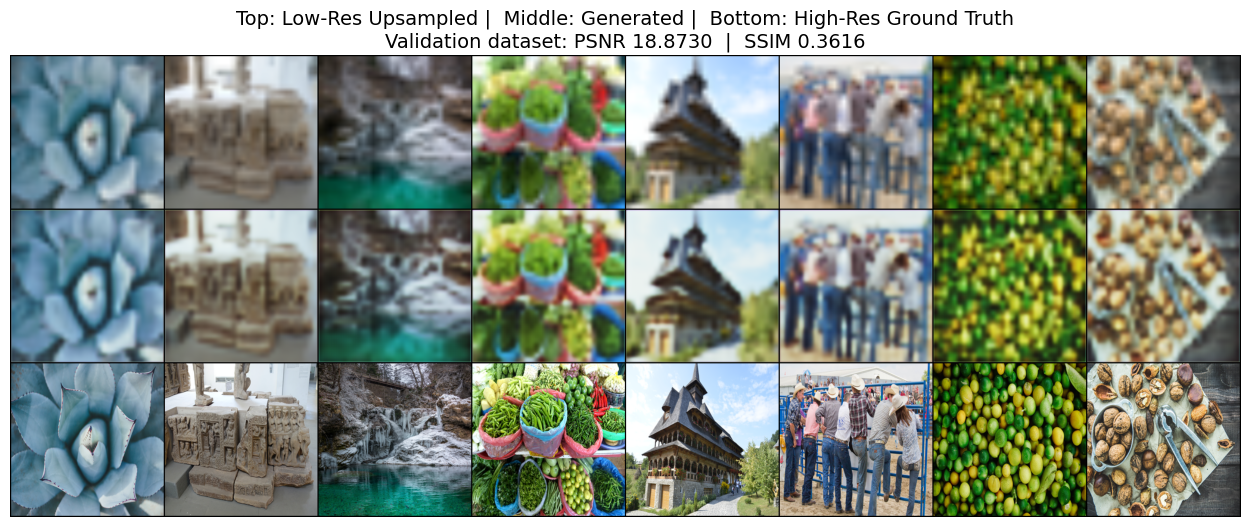 Top: Low-Res Upsampled |  Middle: Generated |  Bottom: High-Res Ground Truth
Validation dataset: PSNR 18.8730  |  SSIM 0.3616